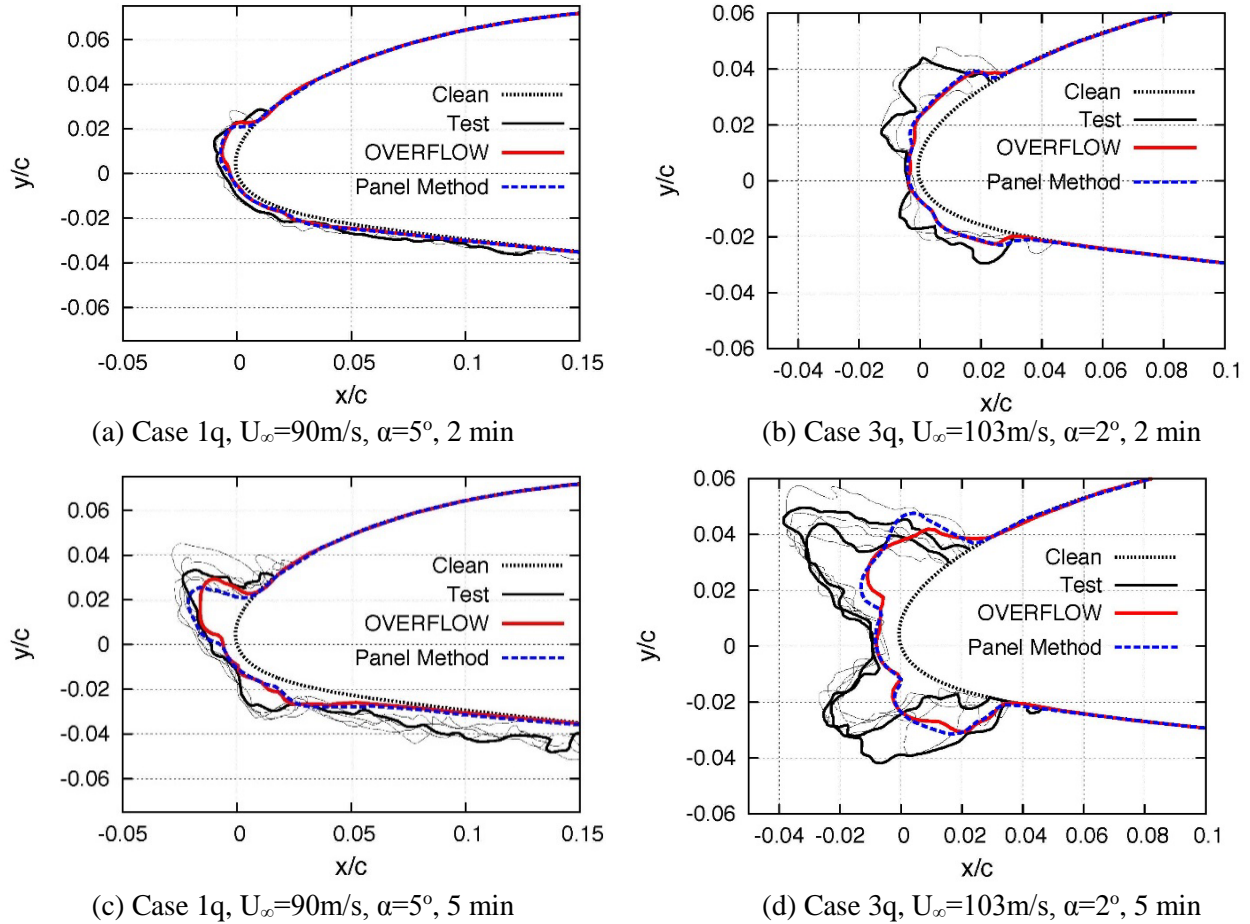 0.06
0.04
0.02
0
-0.02
-0.04
-0.06
y/c
Clean
Test
OVERFLOW
Panel Method
-0.05 0 0.05 0.1 0.15
x/c
(a) Case 1q, U∞=90m/s, α=5º, 2 min
0.06
0.04
0.02
0
-0.02
-0.04
-0.06
y/c
Clean
Test
OVERFLOW
Panel Method
-0.04 -0.02 0 0.02 0.04 0.06 0.08 0.1
x/c
(b) Case 3q, U∞=103m/s, α=2º, 2 min
0.06
0.04
0.02
0
-0.02
-0.04
-0.06
y/c
Clean
Test
OVERFLOW
Panel Method
-0.05 0 0.05 0.1 0.15
x/c
(c) Case 1q, U∞=90m/s, α=5º, 5 min
0.06
0.04
0.02
0
-0.02
-0.04
-0.06
y/c
Clean
Test
OVERFLOW
Panel Method
-0.04 -0.02 0 0.02 0.04 0.06 0.08 0.1
x/c
(d) Case 3q, U∞=103m/s, α=2º, 5 min